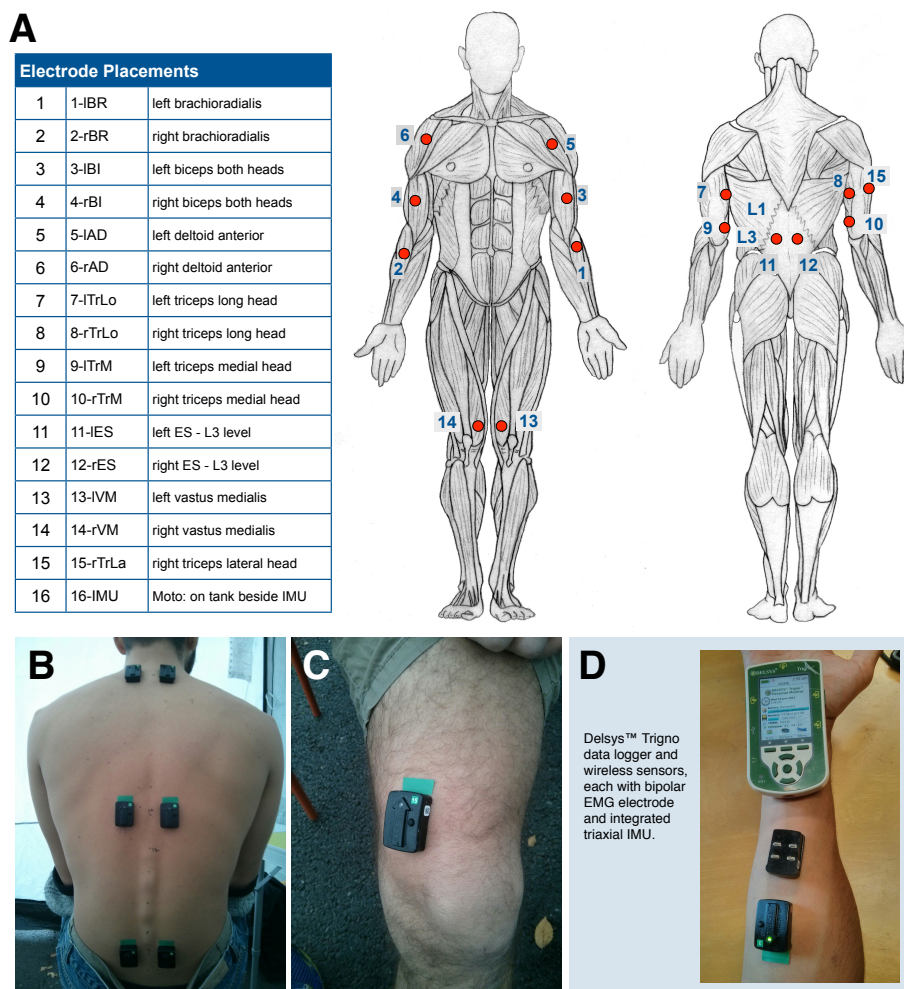 A
Electrode Placements
1 1-lBR left brachioradialis
2 2-rBR right brachioradialis
3 3-lBI left biceps both heads
4 4-rBI right biceps both heads
5 5-lAD left deltoid anterior
6 6-rAD right deltoid anterior
7 7-lTrLo left triceps long head
8 8-rTrLo right triceps long head
9 9-lTrM left triceps medial head
10 10-rTrM right triceps medial head
11 11-lES left ES - L3 level
12 12-rES right ES - L3 level
13 13-lVM left vastus medialis
14 14-rVM right vastus medialis
15 15-rTrLa right triceps lateral head
16 16-IMU Moto: on tank beside IMU
6 5
4 3
2 1
14 13
7 8 15
L1
9 L3 10
11 12
B
C
D
Delsys™ Trigno
data logger and
wireless sensors,
each with bipolar
EMG electrode
and integrated
triaxial IMU.
DELSYS